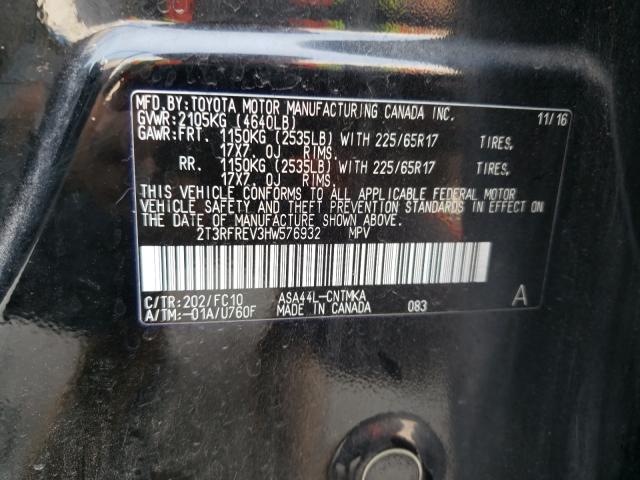 MFD.BY:TOYOTA MOTOR MANUFACTURING CANADA INC. 11/16
GVWR:2105KG (4640LB)
GAWR:FRT. 1150KG (2535LB) WITH 225/65R17 TIRES,
17X7. 0J RIMS.
RR. 1150KG (2535LB) WITH 225/65R17 TIRES,
17X7. 0J RIMS.
THIS VEHICLE CONFORMS TO ALL APPLICABLE FEDERAL MOTOR
VEHICLE SAFETY AND THEFT PREVENTION STANDARDS IN EFFECT ON
THE DATE OF MANUFACTURE SHOWN ABOVE.
2T3RFREV3HW576932 MPV
C/TR:202/FC10 ASA44L-CNTMKA A
A/TM:-01A/U760F MADE IN CANADA 083